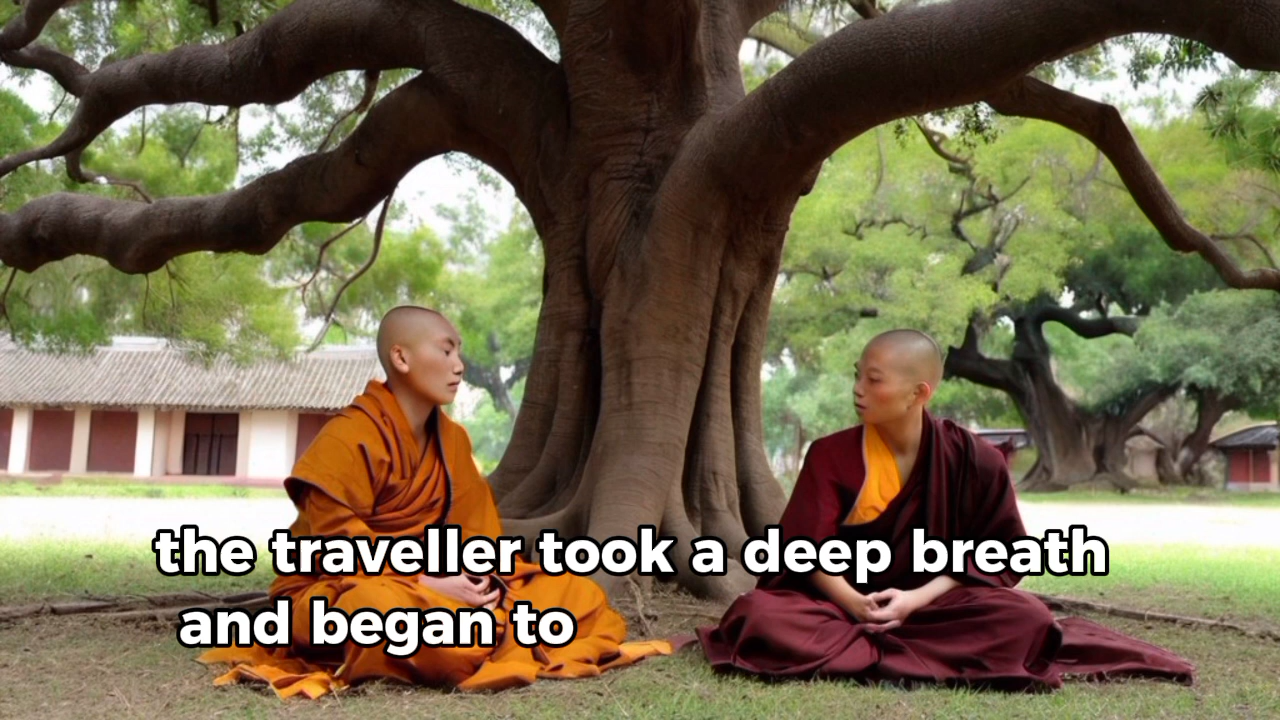 the traveller took a deep breath
and began to